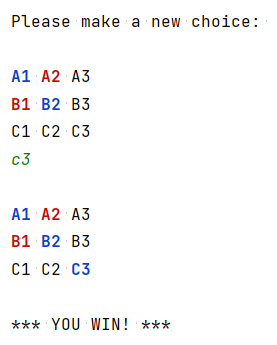 Please make a new choice:
A1 A2 A3
B1 B2 B3
C1 C2 C3
c3
A1 A2 A3
B1 B2 B3
C1 C2 C3
*** YOU WIN! ***